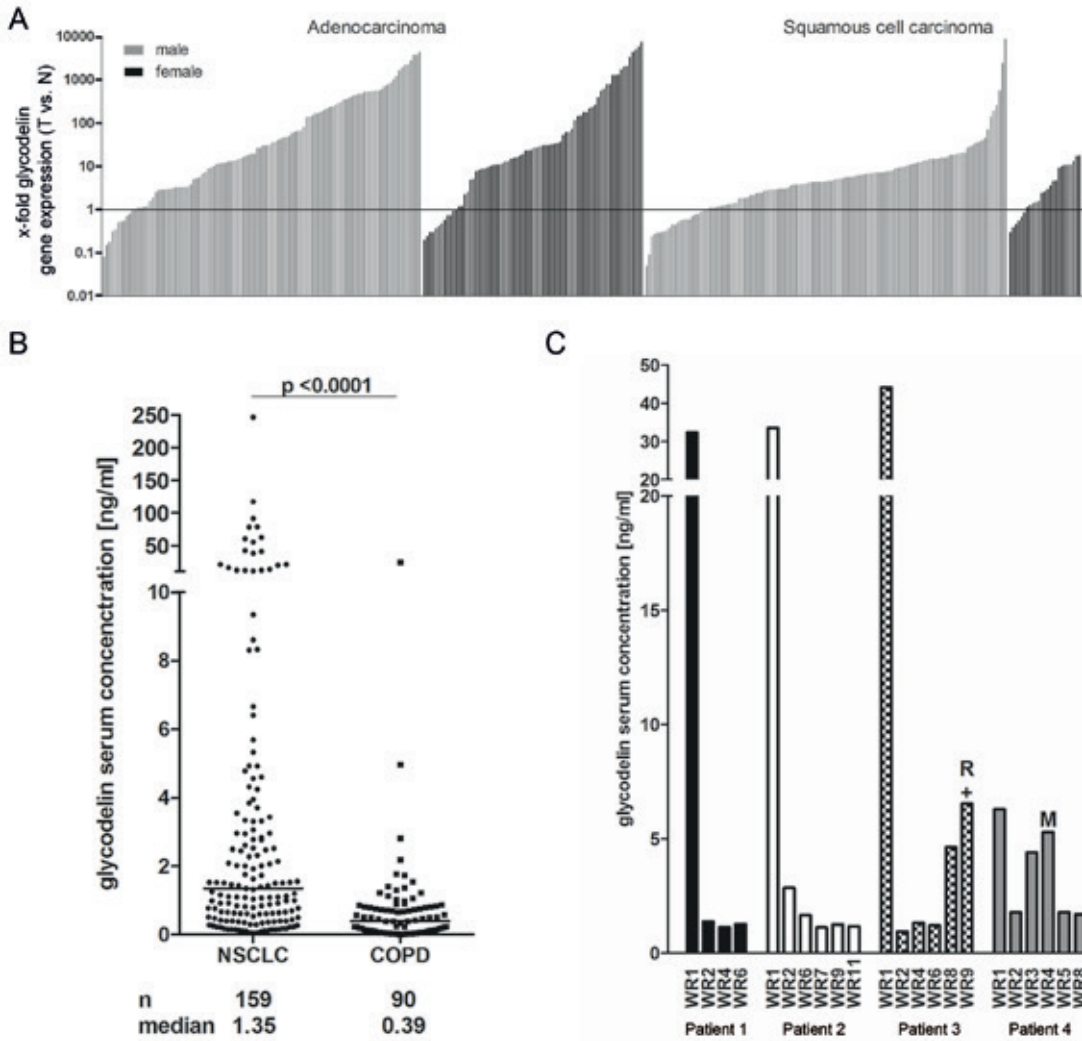 A
Adenocarcinoma
Squamous cell carcinoma
male
female
x-fold glycodelin
gene expression (T vs. N)
10000
1000
100
10
1
0.1
0.01
B
p <0.0001
glycodelin serum concenctration [ng/ml]
250
200
150
100
50
10
8
6
4
2
0
NSCLC COPD
n 159 90
median 1.35 0.39
C
glycodelin serum concentration [ng/ml]
50
40
30
20
20
15
10
5
0
R
+
M
WR1 WR2 WR4 WR6
WR1 WR2 WR6 WR7 WR9 WR11
WR1 WR2 WR4 WR6 WR8 WR9
WR1 WR2 WR3 WR4 WR5 WR8
Patient 1 Patient 2 Patient 3 Patient 4